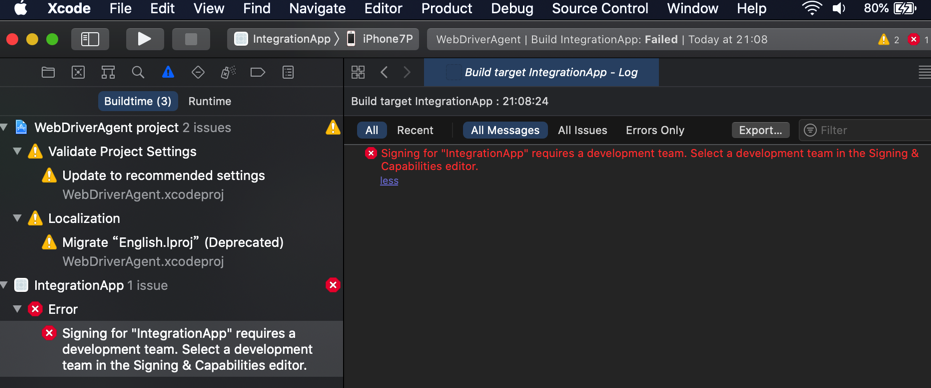 Xcode File Edit View Find Navigate Editor Product Debug Source Control Window Help 80%
IntegrationApp 〉 iPhone7P
WebDriverAgent | Build IntegrationApp: Failed | Today at 21:08 2 1
Build target IntegrationApp - Log
Buildtime (3) Runtime
Build target IntegrationApp : 21:08:24
All Recent All Messages All Issues Errors Only Export... Filter
WebDriverAgent project 2 issues
Validate Project Settings
Update to recommended settings
WebDriverAgent.xcodeproj
Localization
Migrate “English.lproj” (Deprecated)
WebDriverAgent.xcodeproj
IntegrationApp 1 issue
Error
Signing for "IntegrationApp" requires a
development team. Select a development
team in the Signing & Capabilities editor.
Signing for "IntegrationApp" requires a development team. Select a development team in the Signing &
Capabilities editor.
less